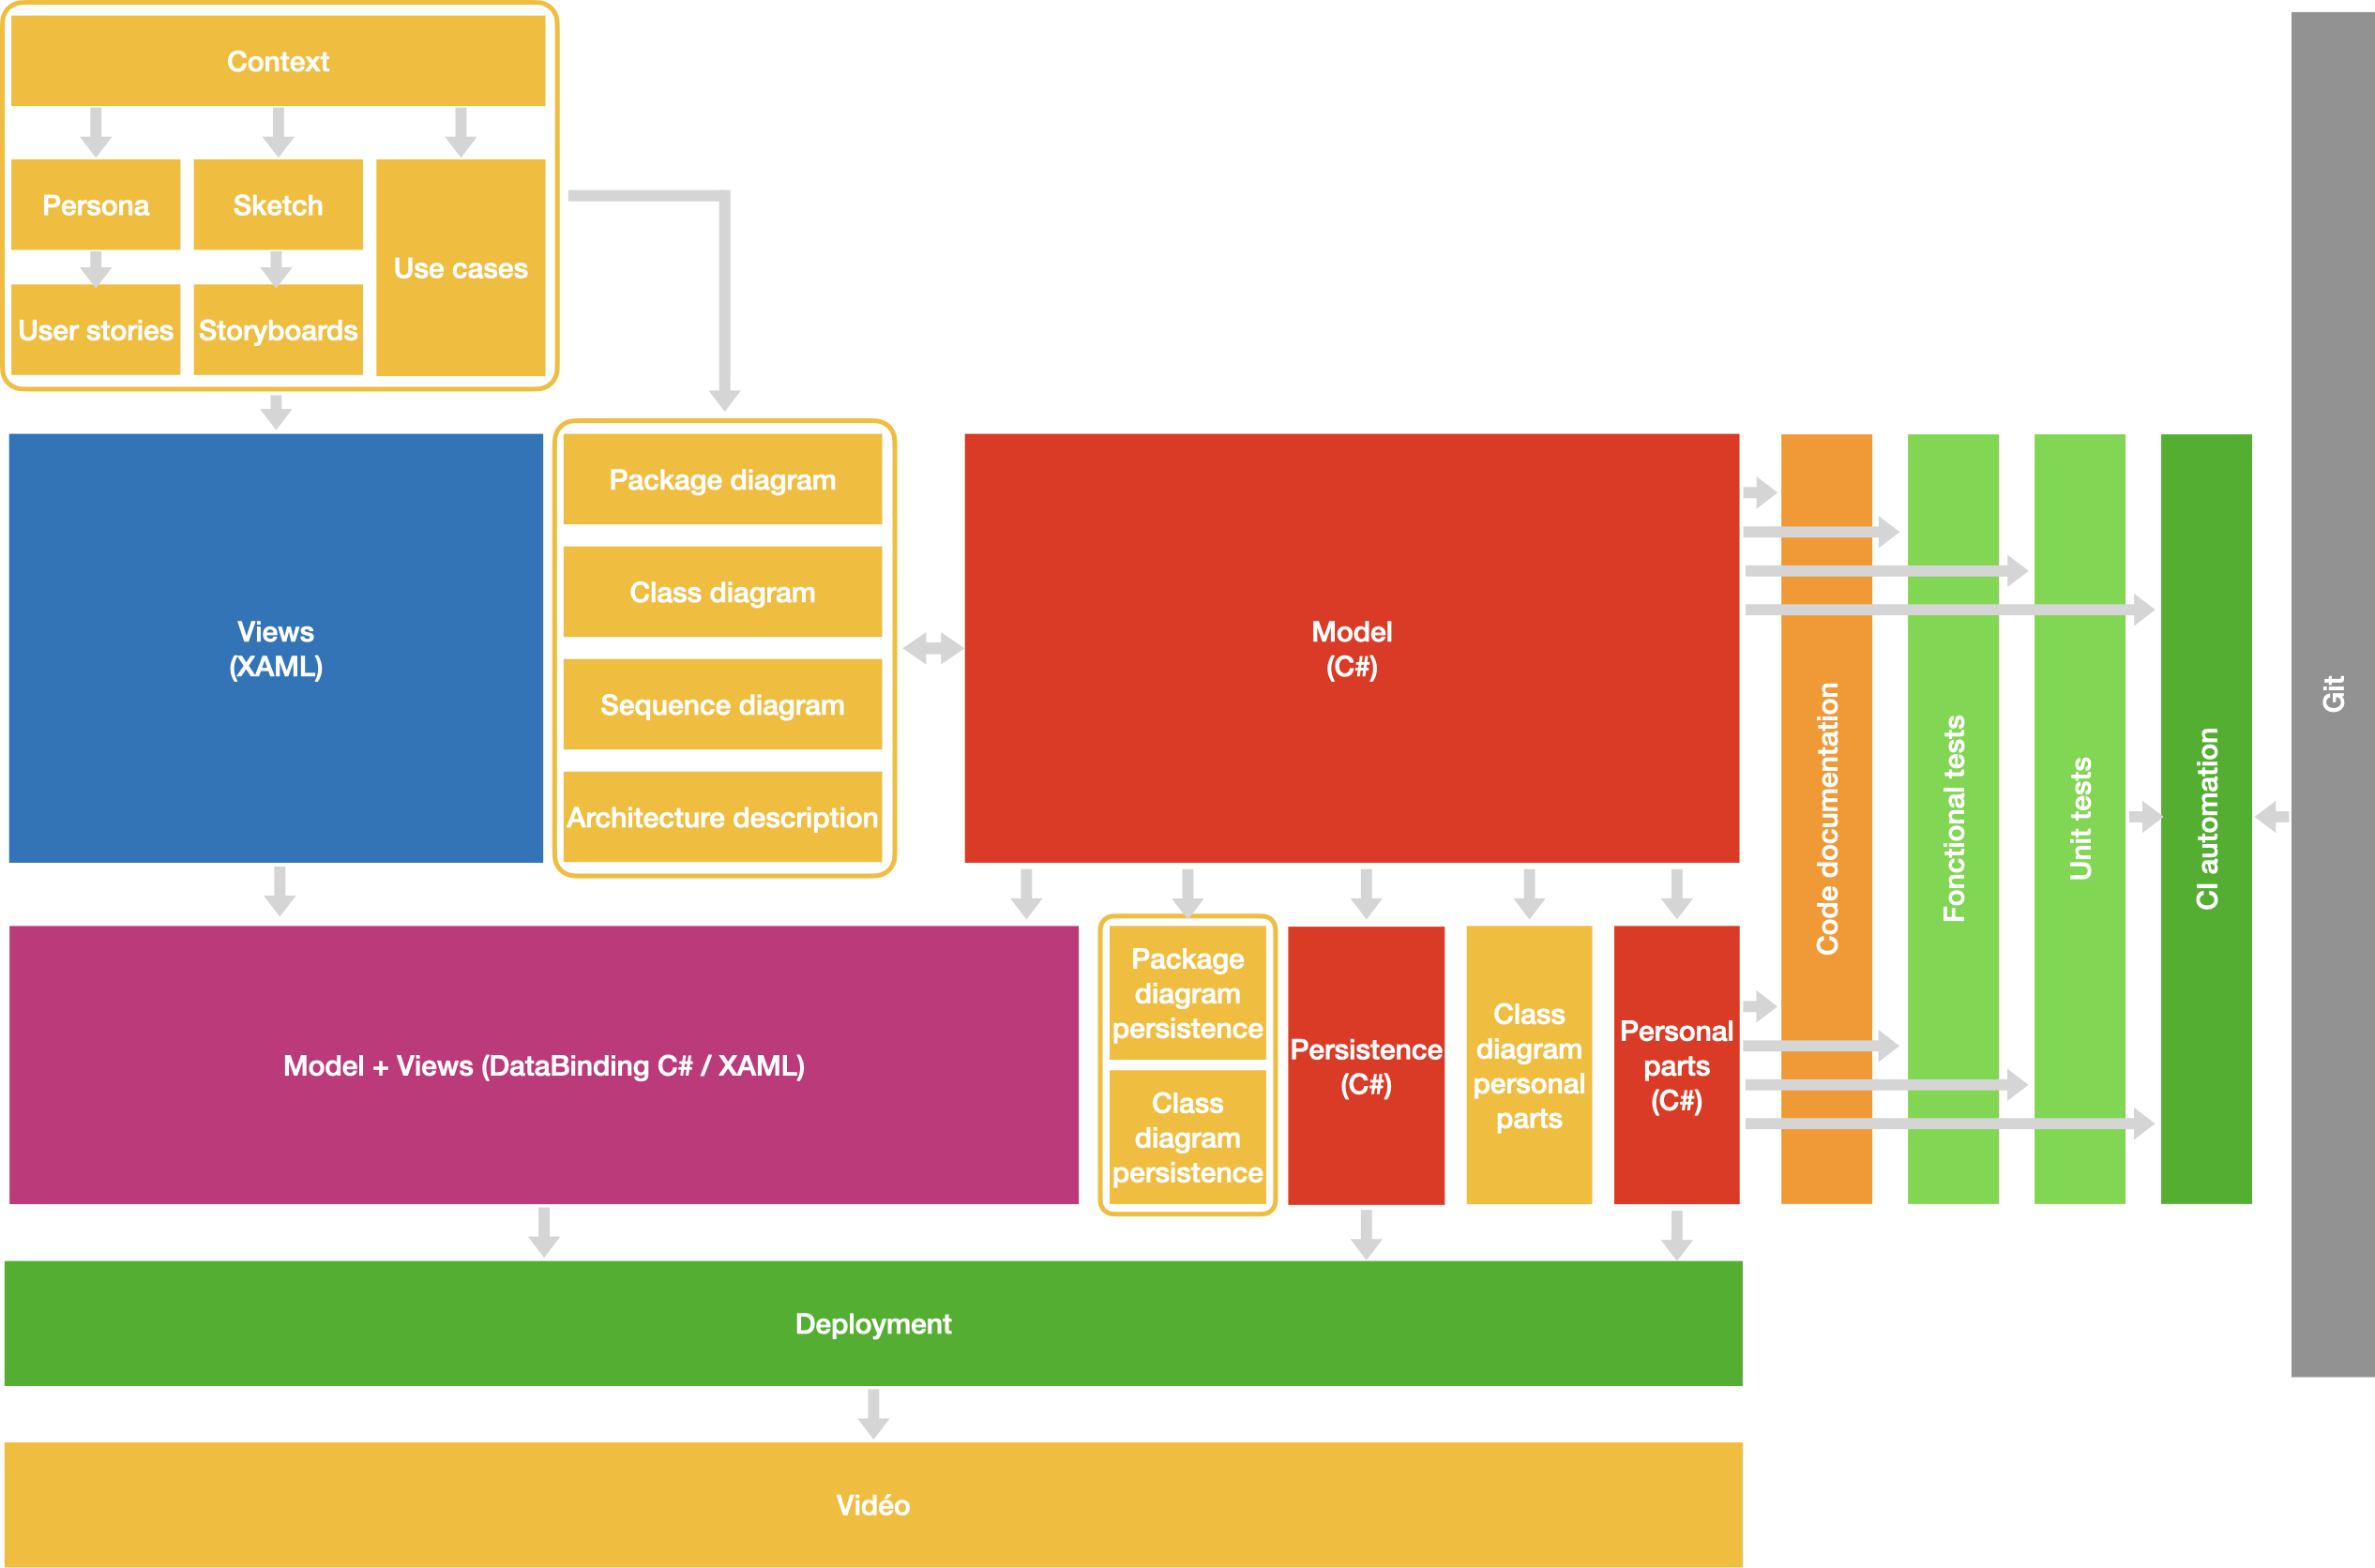 Context
Persona
Sketch
Use cases
User stories
Storyboards
Views
(XAML)
Package diagram
Class diagram
Sequence diagram
Architecture description
Model
(C#)
Code documentation
Fonctional tests
Unit tests
CI automation
Git
Model + Views (DataBinding C# / XAML)
Package
diagram
persistence
Class
diagram
persistence
Persistence
(C#)
Class
diagram
personal
parts
Personal
parts
(C#)
Deployment
Vidéo